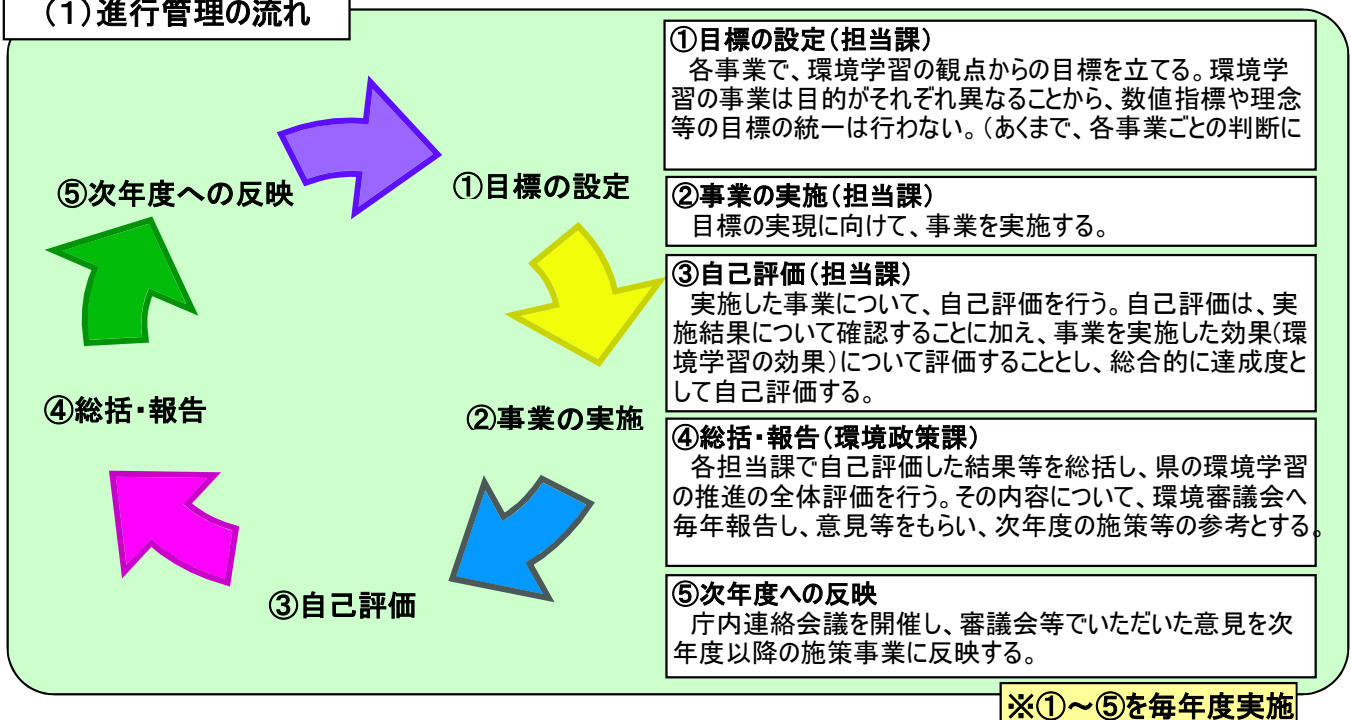 （１）進行管理の流れ
①目標の設定
②事業の実施
③自己評価
④総括・報告
⑤次年度への反映
①目標の設定（担当課）
各事業で、環境学習の観点からの目標を立てる。環境学
習の事業は目的がそれぞれ異なることから、数値指標や理念
等の目標の統一は行わない。（あくまで、各事業ごとの判断に
②事業の実施（担当課）
目標の実現に向けて、事業を実施する。
③自己評価（担当課）
実施した事業について、自己評価を行う。自己評価は、実
施結果について確認することに加え、事業を実施した効果（環
境学習の効果）について評価することとし、総合的に達成度と
して自己評価する。
④総括・報告（環境政策課）
各担当課で自己評価した結果等を総括し、県の環境学習
の推進の全体評価を行う。その内容について、環境審議会へ
毎年報告し、意見等をもらい、次年度の施策等の参考とする。
⑤次年度への反映
庁内連絡会議を開催し、審議会等でいただいた意見を次
年度以降の施策事業に反映する。
※①～⑤を毎年度実施